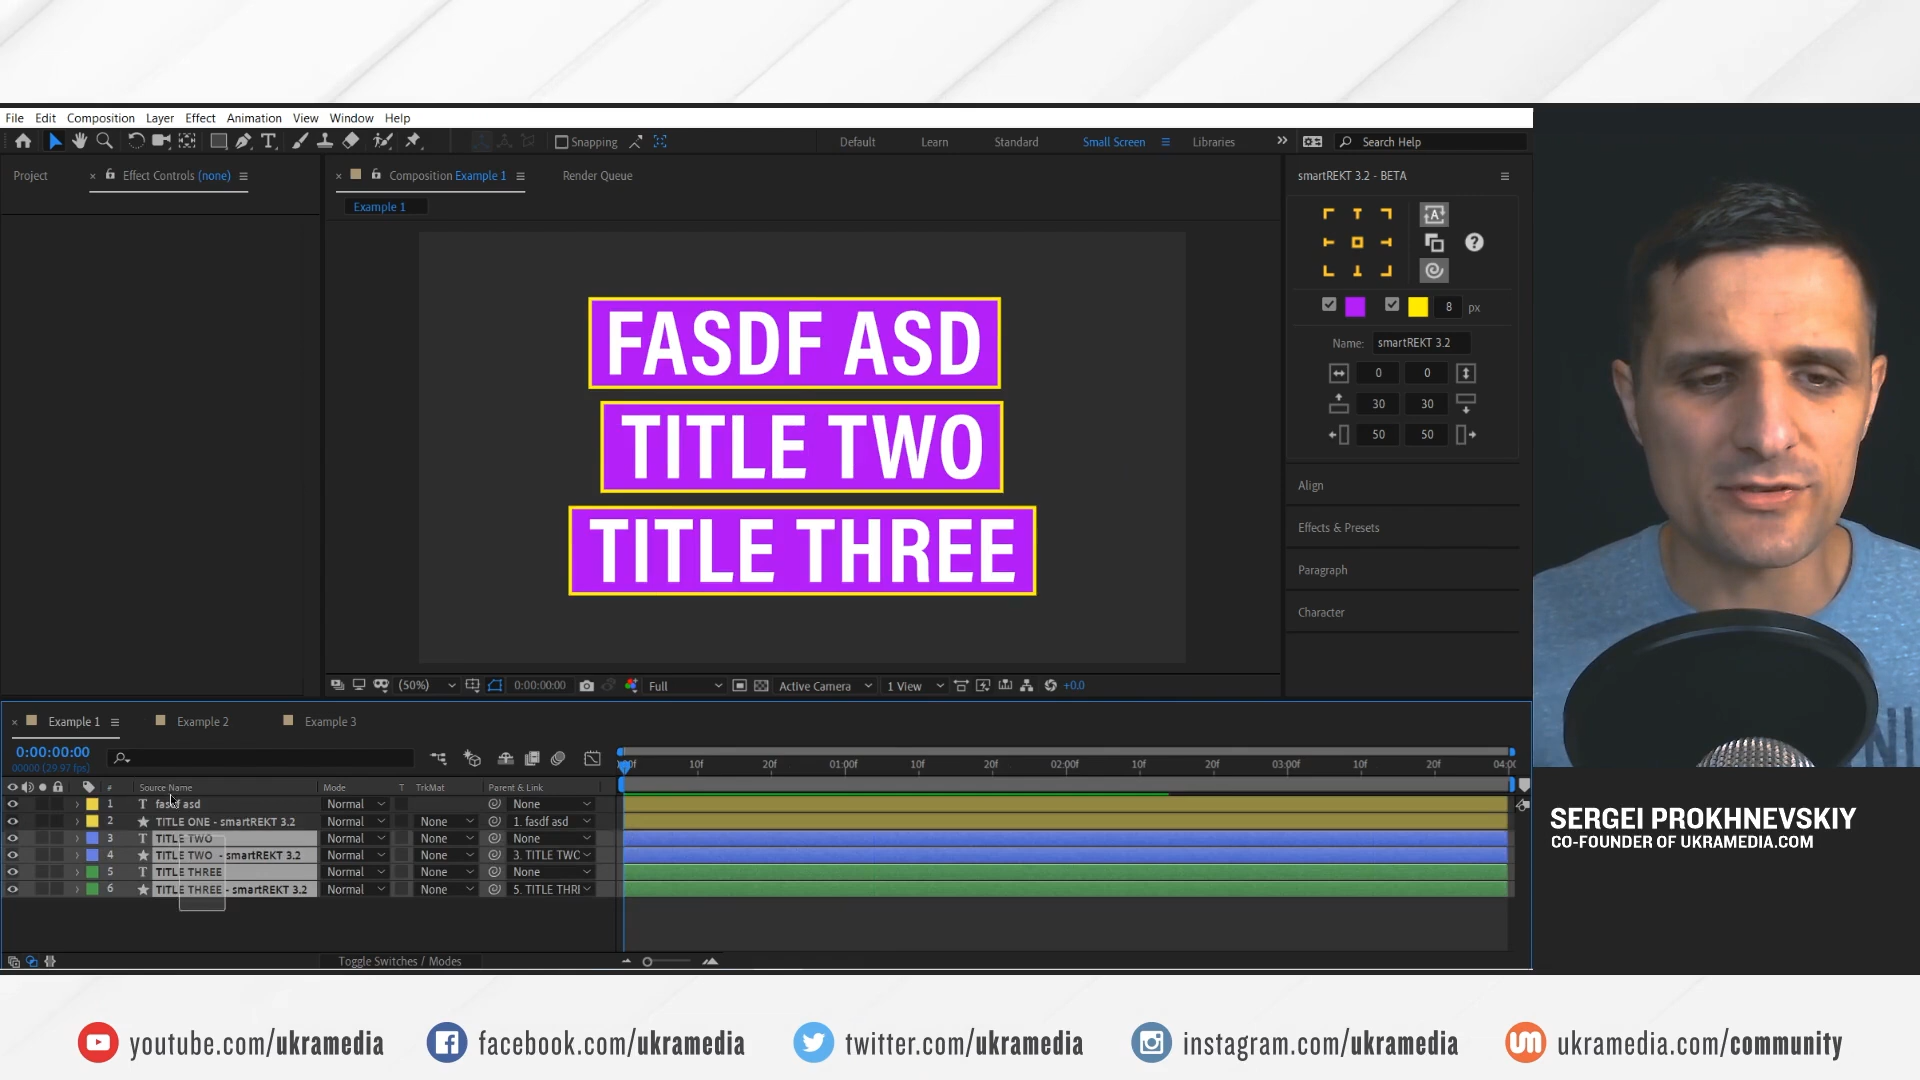 File Edit Composition Layer Effect Animation View Window Help
Snapping
Default Learn Standard Small Screen Libraries
Search Help
Project
Effect Controls (none)
Composition Example 1
Render Queue
Example 1
smartREKT 3.2 - BETA
8 px
Name: smartREKT 3.2
0 0
30 30
50 50
Align
Effects & Presets
Paragraph
Character
FASDF ASD
TITLE TWO
TITLE THREE
(50%) 0:00:00:00 Full Active Camera 1 View +0.0
Example 1 Example 2 Example 3
0:00:00:00
00000 (29.97 fps)
10f 20f 01:00f 10f 20f 02:00f 10f 20f 03:00f 10f 20f 04:00
# Source Name Mode T TrkMat Parent & Link
1 fasdf asd Normal None
2 TITLE ONE - smartREKT 3.2 Normal None 1. fasdf asd
3 TITLE TWO Normal None None
4 TITLE TWO - smartREKT 3.2 Normal None 3. TITLE TWC
5 TITLE THREE Normal None None
6 TITLE THREE - smartREKT 3.2 Normal None 5. TITLE THRI
Toggle Switches / Modes
SERGEI PROKHNEVSKIY
CO-FOUNDER OF UKRAMEDIA.COM
youtube.com/ukramedia facebook.com/ukramedia twitter.com/ukramedia instagram.com/ukramedia um ukramedia.com/community